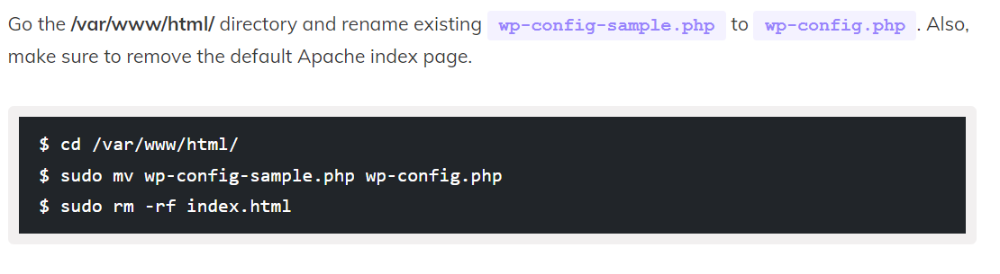 Go the /var/www/html/ directory and rename existing wp-config-sample.php to wp-config.php . Also,
make sure to remove the default Apache index page.
$ cd /var/www/html/
$ sudo mv wp-config-sample.php wp-config.php
$ sudo rm -rf index.html